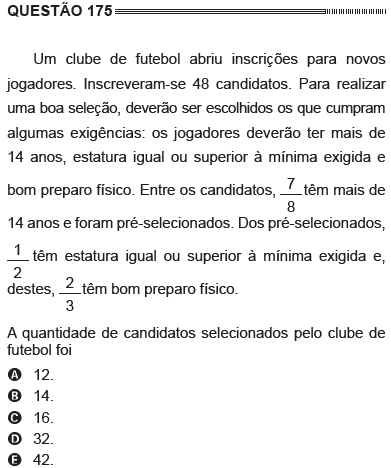 QUESTÃO 175
Um clube de futebol abriu inscrições para novos
jogadores. Inscreveram-se 48 candidatos. Para realizar
uma boa seleção, deverão ser escolhidos os que cumpram
algumas exigências: os jogadores deverão ter mais de
14 anos, estatura igual ou superior à mínima exigida e
bom preparo físico. Entre os candidatos, 7/8 têm mais de
14 anos e foram pré-selecionados. Dos pré-selecionados,
1/2 têm estatura igual ou superior à mínima exigida e,
destes, 2/3 têm bom preparo físico.
A quantidade de candidatos selecionados pelo clube de
futebol foi
A 12.
B 14.
C 16.
D 32.
E 42.